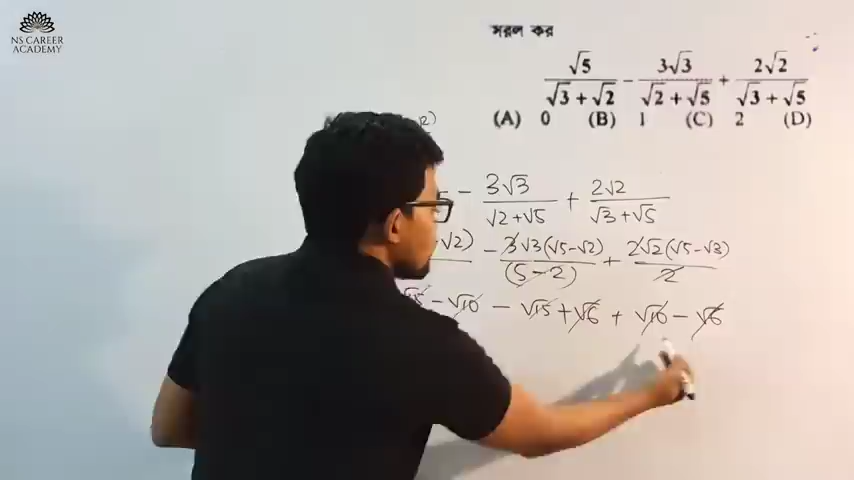 NS CAREER
ACADEMY
সরল কর
√5/(√3 + √2) − 3√3/(√2 + √5) + 2√2/(√3 + √5)
(A) 0 (B) 1 (C) 2 (D)
− 3√3/(√2+√5) + 2√2/(√3+√5)
√2) − 3√3(√5−√2)/(5−2) + 2√2(√5−√3)/2
√15 − √10 − √15 + √6 + √10 − √6